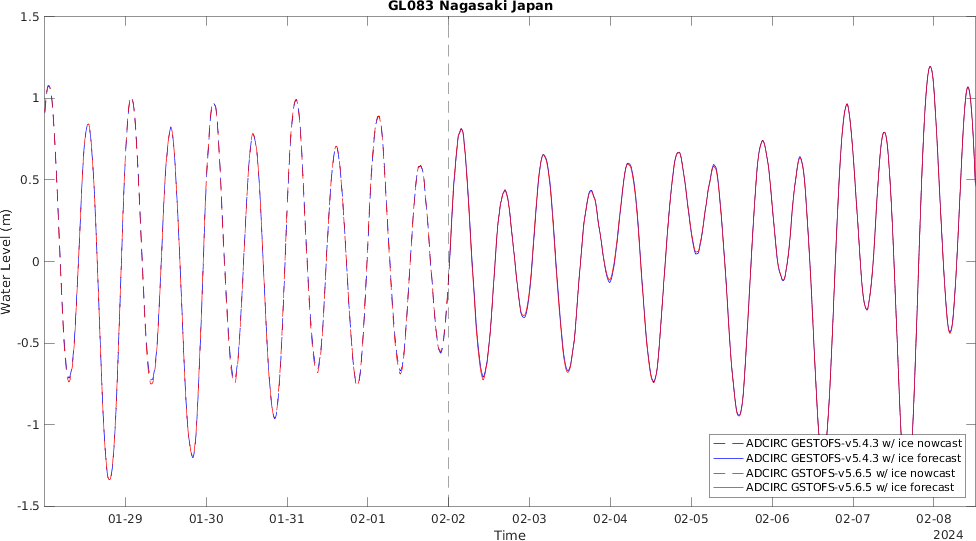 GL083 Nagasaki Japan
1.5
1
0.5
0
-0.5
-1
-1.5
Water Level (m)
01-29 01-30 01-31 02-01 02-02 02-03 02-04 02-05 02-06 02-07 02-08
Time
2024
ADCIRC GESTOFS-v5.4.3 w/ ice nowcast
ADCIRC GESTOFS-v5.4.3 w/ ice forecast
ADCIRC GSTOFS-v5.6.5 w/ ice nowcast
ADCIRC GSTOFS-v5.6.5 w/ ice forecast